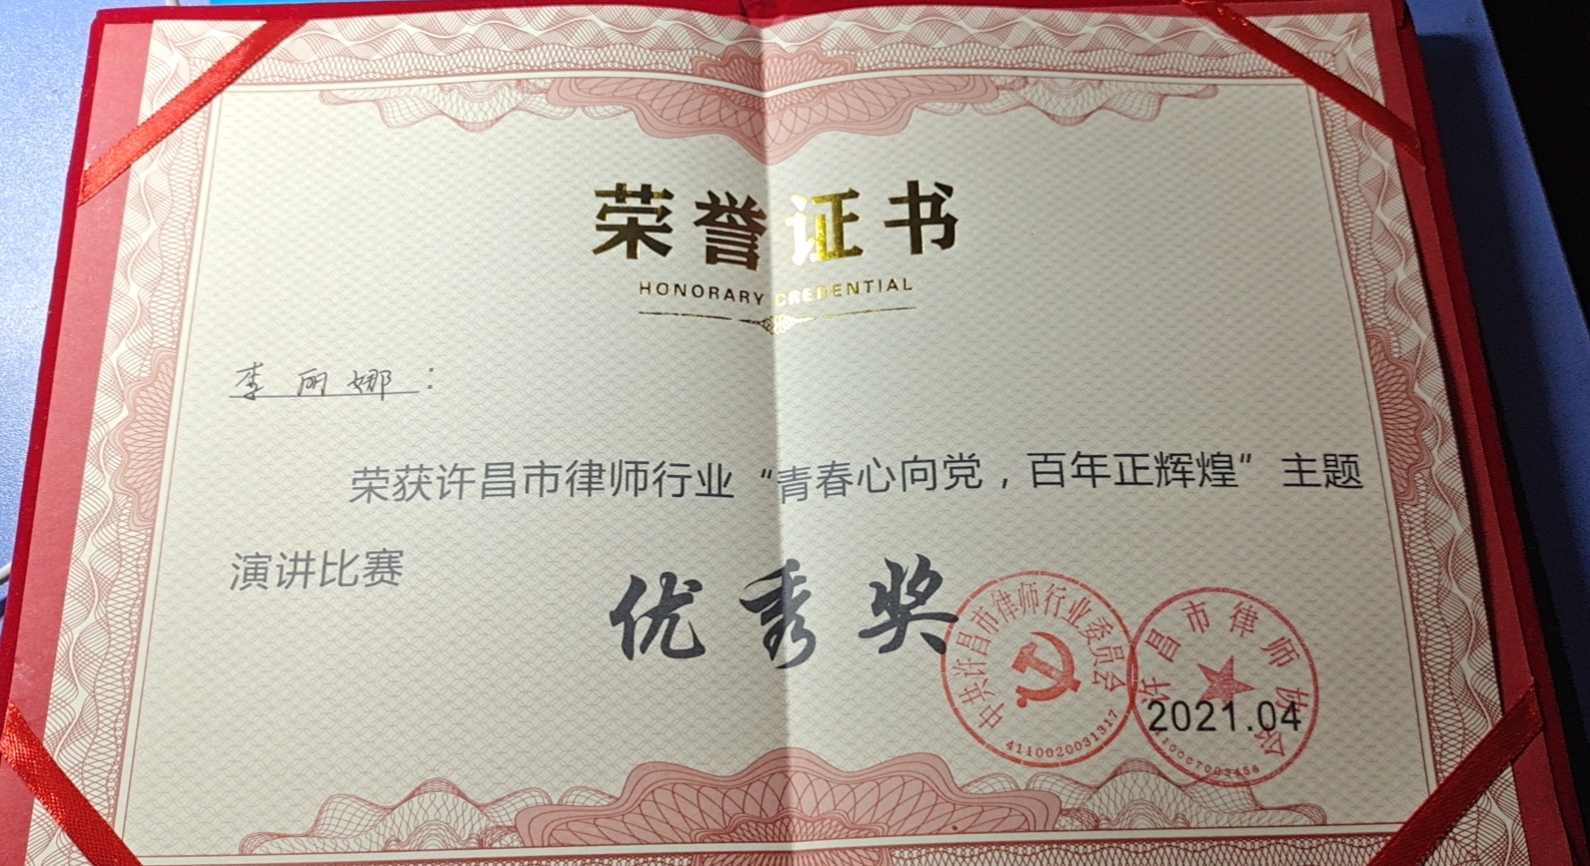 荣誉证书
HONORARY CREDENTIAL
李丽娜：
荣获许昌市律师行业“青春心向党，百年正辉煌”主题
演讲比赛
优秀奖
中共许昌市律师行业委员会
4110020031317
许昌市律师协会
2021.04